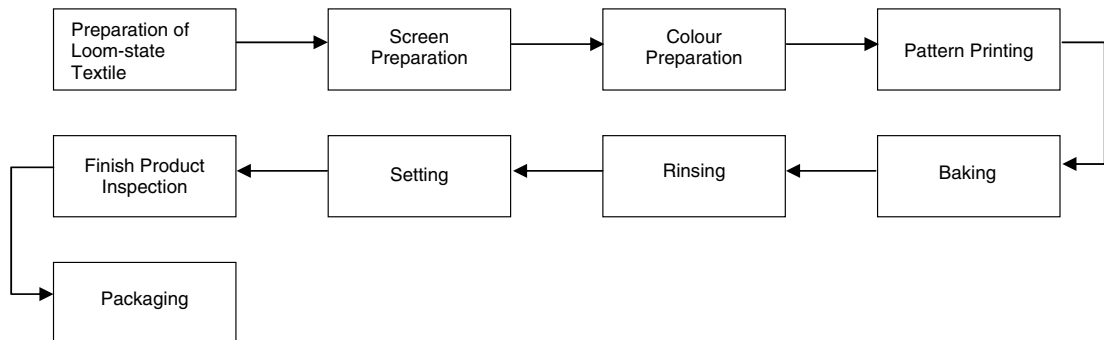 Preparation of
Loom-state
Textile
Screen
Preparation
Colour
Preparation
Pattern Printing
Baking
Rinsing
Setting
Finish Product
Inspection
Packaging